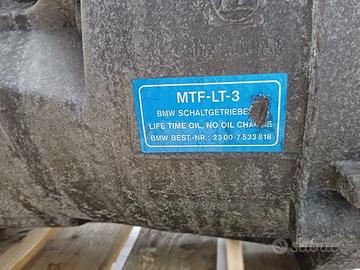 MTF-LT-3
BMW SCHALTGETRIEBE
LIFE TIME OIL, NO OIL CHANGE
BMW BEST.-NR.: 23 00-7 533 818
subito